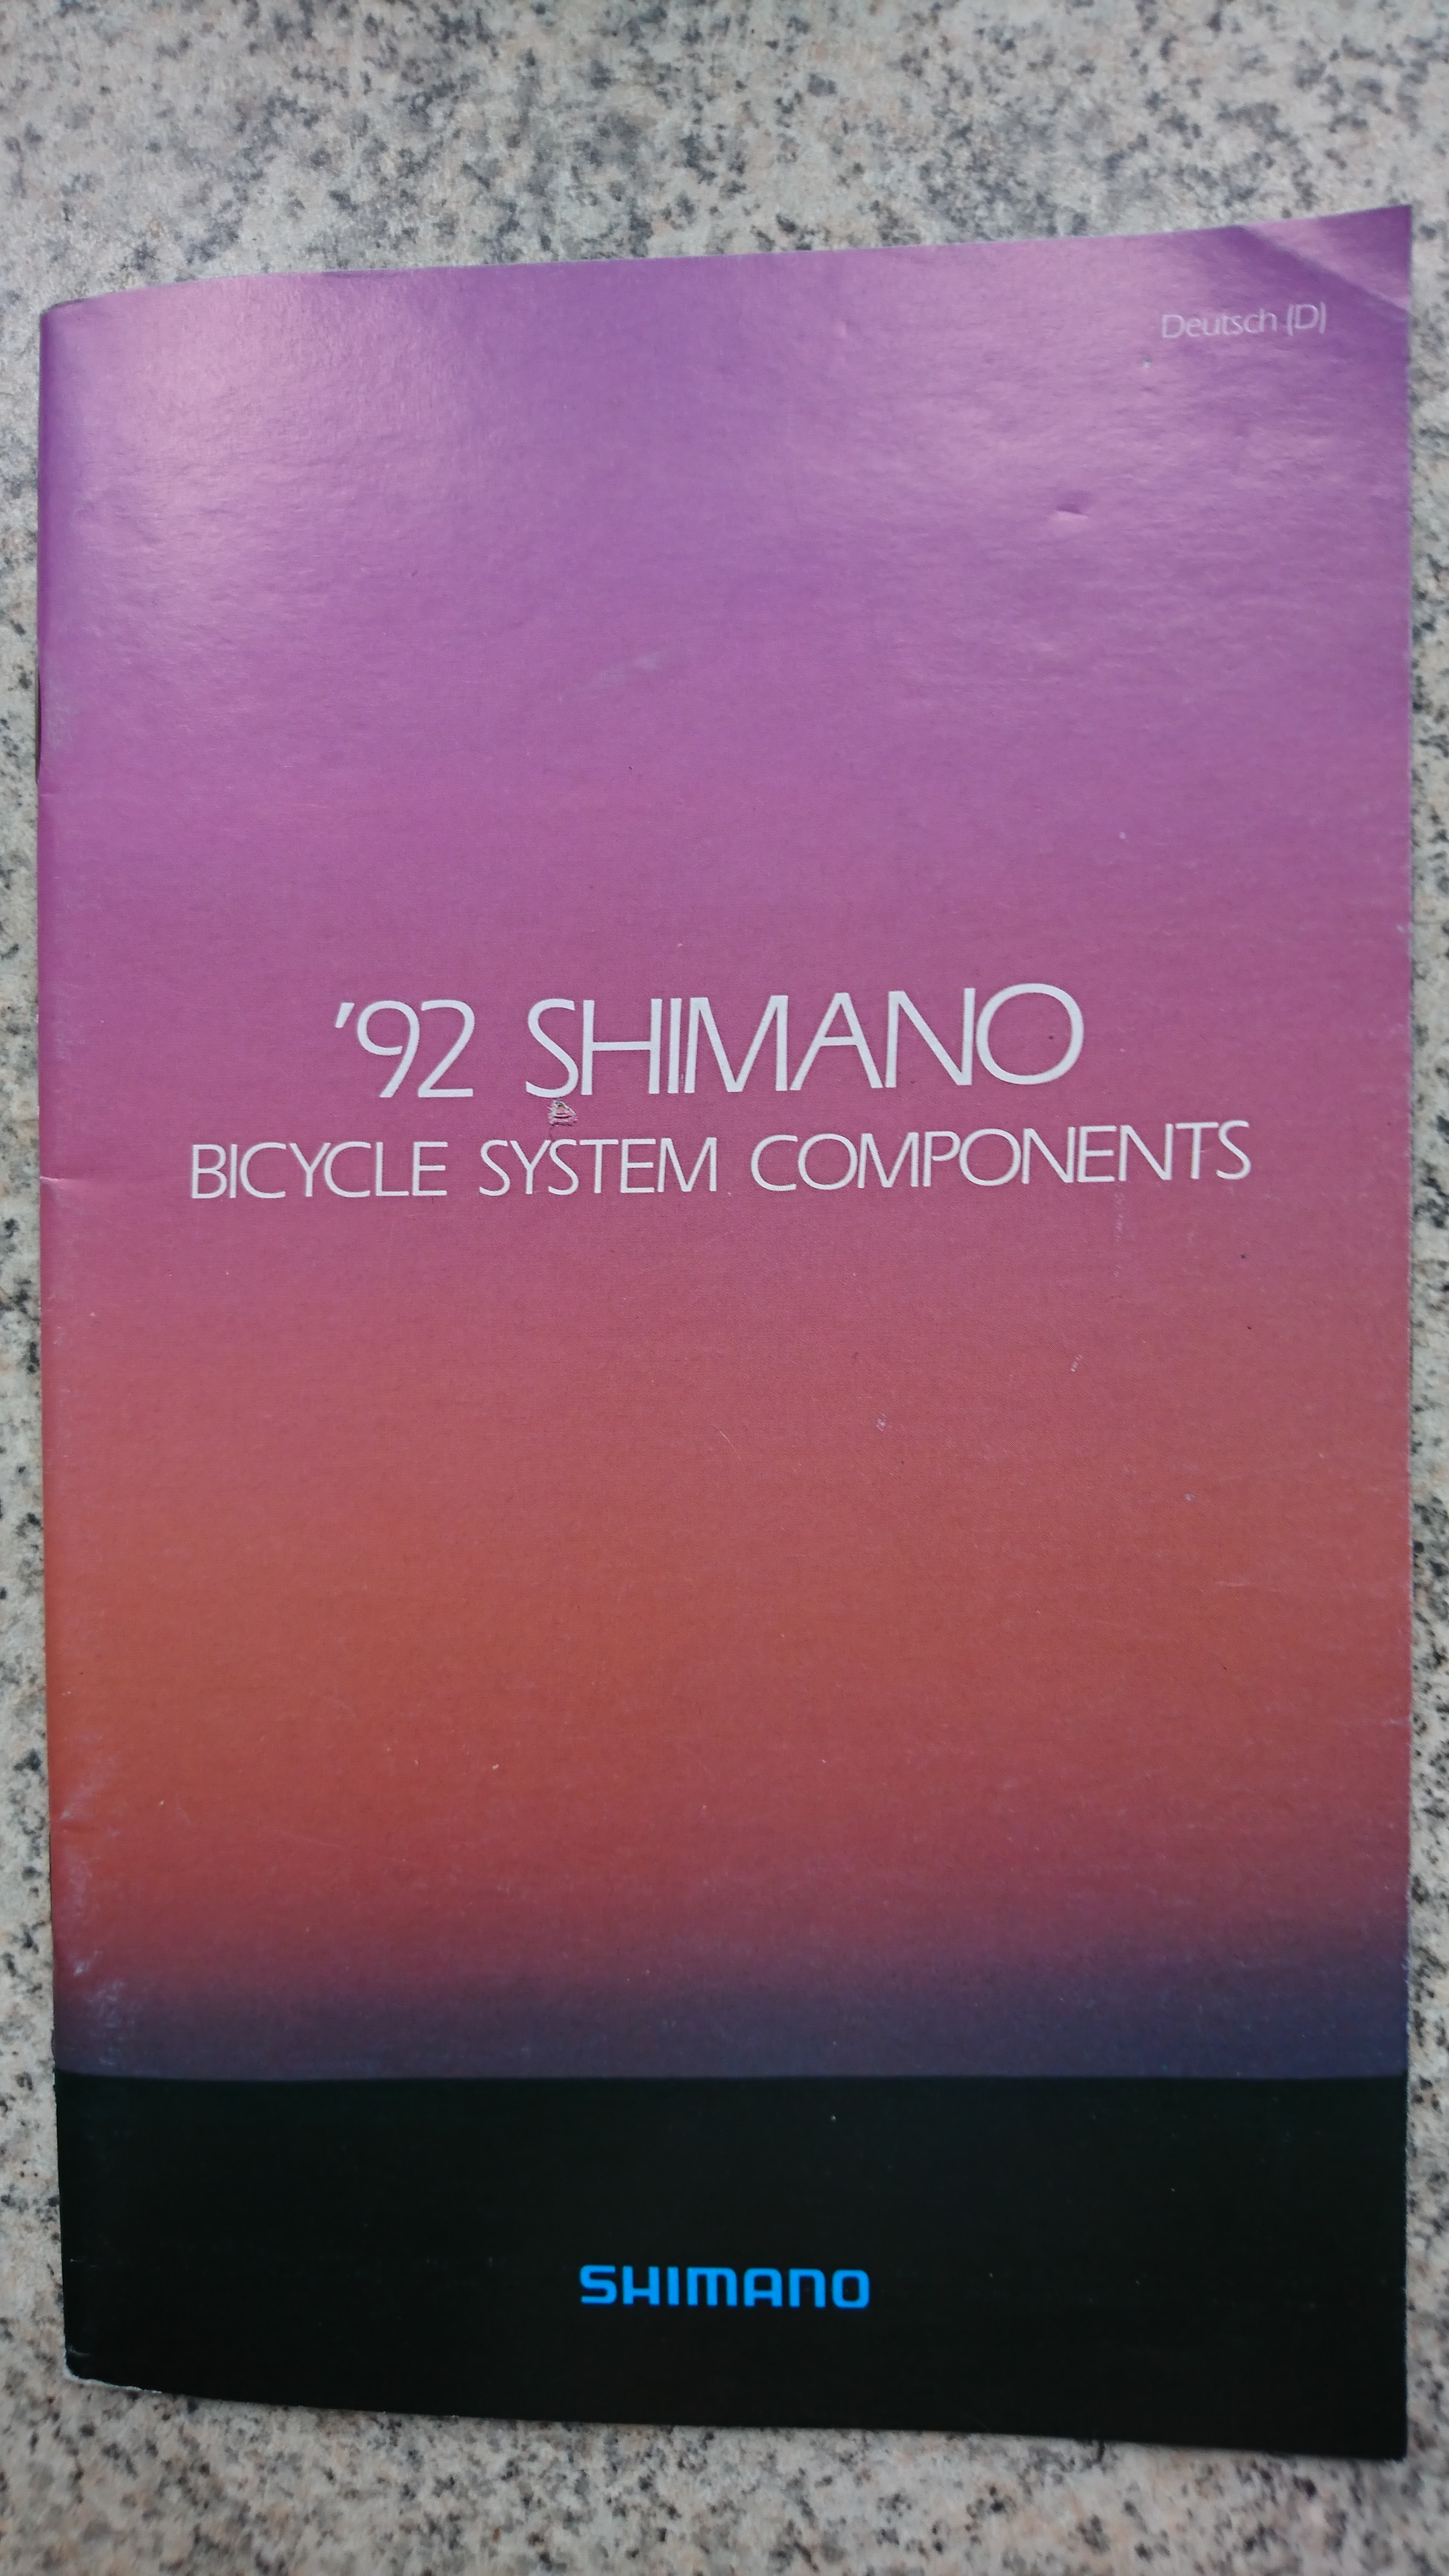 Deutsch (D)
'92 SHIMANO
BICYCLE SYSTEM COMPONENTS
SHIMANO